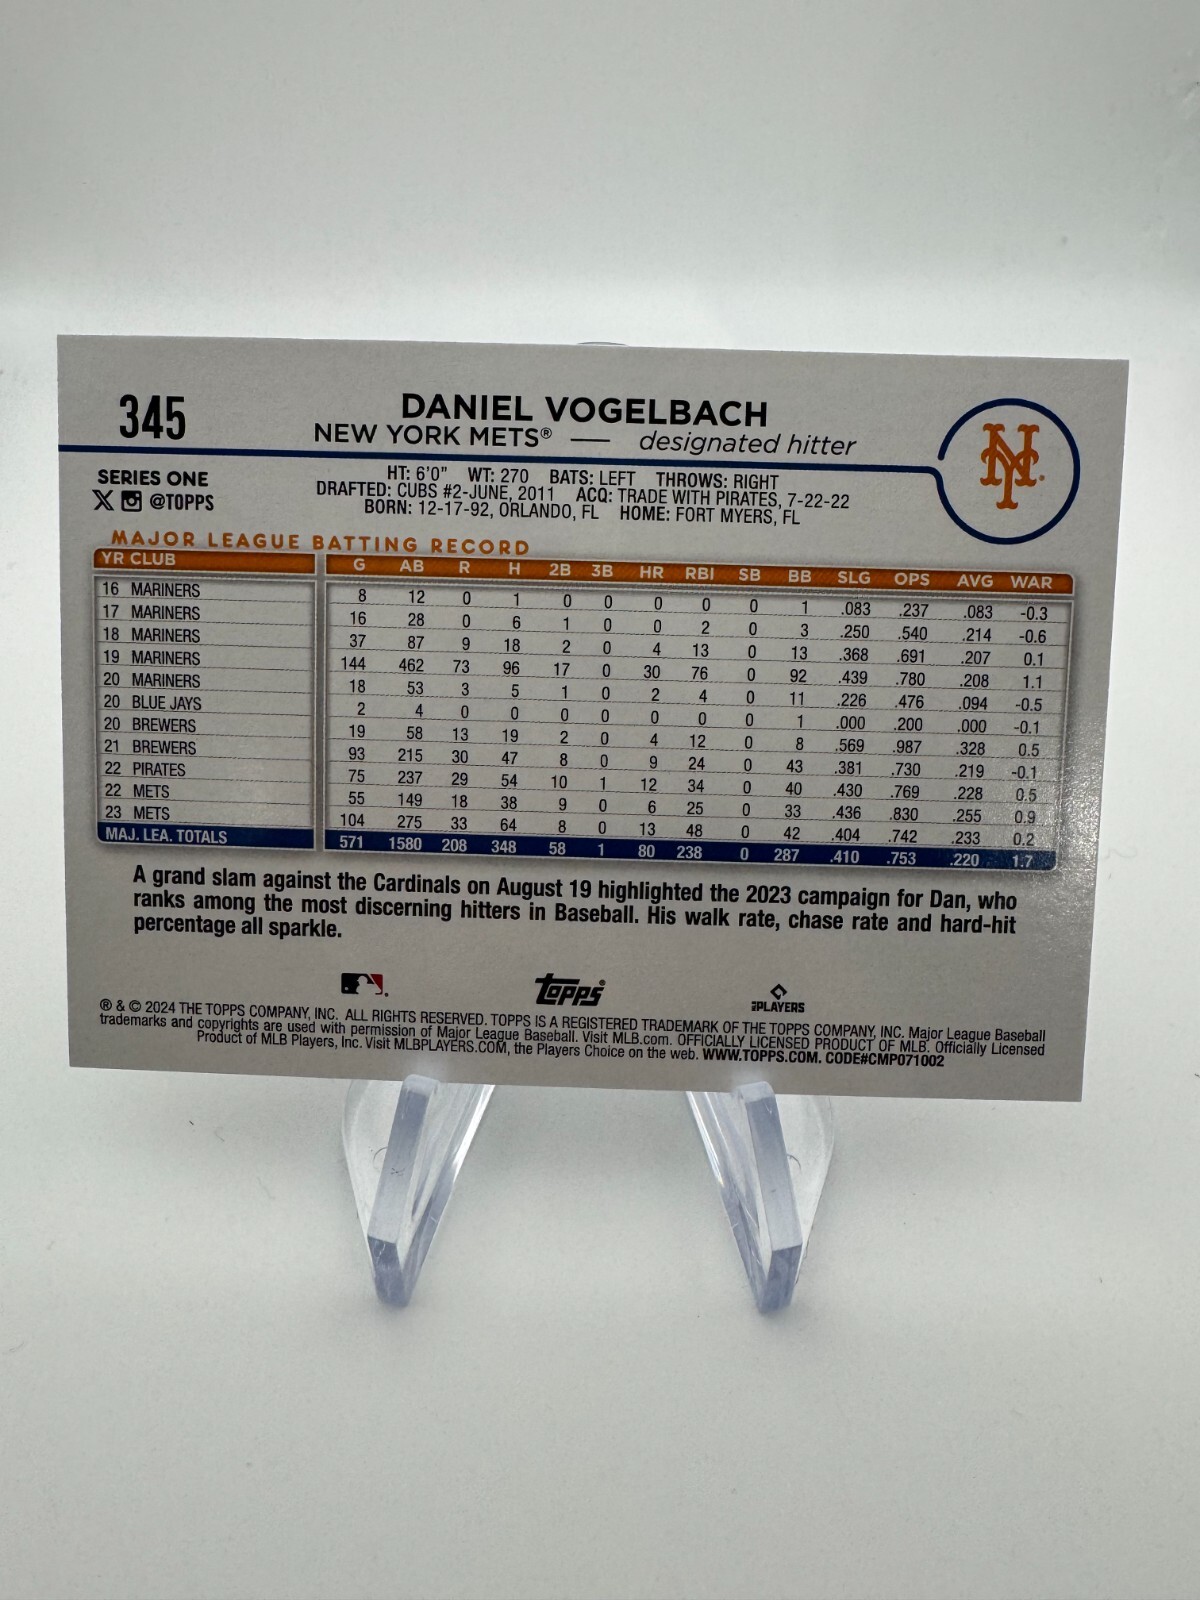 345
DANIEL VOGELBACH
NEW YORK METS® — designated hitter
NY
SERIES ONE
X @TOPPS
HT: 6'0" WT: 270 BATS: LEFT THROWS: RIGHT
DRAFTED: CUBS #2-JUNE, 2011 ACQ: TRADE WITH PIRATES, 7-22-22
BORN: 12-17-92, ORLANDO, FL HOME: FORT MYERS, FL
MAJOR LEAGUE BATTING RECORD
YR CLUB G AB R H 2B 3B HR RBI SB BB SLG OPS AVG WAR
16 MARINERS 8 12 0 1 0 0 0 0 0 1 .083 .237 .083 -0.3
17 MARINERS 16 28 0 6 1 0 0 2 0 3 .250 .540 .214 -0.6
18 MARINERS 37 87 9 18 2 0 4 13 0 13 .368 .691 .207 0.1
19 MARINERS 144 462 73 96 17 0 30 76 0 92 .439 .780 .208 1.1
20 MARINERS 18 53 3 5 1 0 2 4 0 11 .226 .476 .094 -0.5
20 BLUE JAYS 2 4 0 0 0 0 0 0 0 1 .000 .200 .000 -0.1
20 BREWERS 19 58 13 19 2 0 4 12 0 8 .569 .987 .328 0.5
21 BREWERS 93 215 30 47 8 0 9 24 0 43 .381 .730 .219 -0.1
22 PIRATES 75 237 29 54 10 1 12 34 0 40 .430 .769 .228 0.5
22 METS 55 149 18 38 9 0 6 25 0 33 .436 .830 .255 0.9
23 METS 104 275 33 64 8 0 13 48 0 42 .404 .742 .233 0.2
MAJ. LEA. TOTALS 571 1580 208 348 58 1 80 238 0 287 .410 .753 .220 1.7
A grand slam against the Cardinals on August 19 highlighted the 2023 campaign for Dan, who
ranks among the most discerning hitters in Baseball. His walk rate, chase rate and hard-hit
percentage all sparkle.
topps®
PLAYERS
® & © 2024 THE TOPPS COMPANY, INC. ALL RIGHTS RESERVED. TOPPS IS A REGISTERED TRADEMARK OF THE TOPPS COMPANY, INC. Major League Baseball
trademarks and copyrights are used with permission of Major League Baseball. Visit MLB.com. OFFICIALLY LICENSED PRODUCT OF MLB. Officially Licensed
Product of MLB Players, Inc. Visit MLBPLAYERS.COM, the Players Choice on the web. WWW.TOPPS.COM. CODE#CMP071002